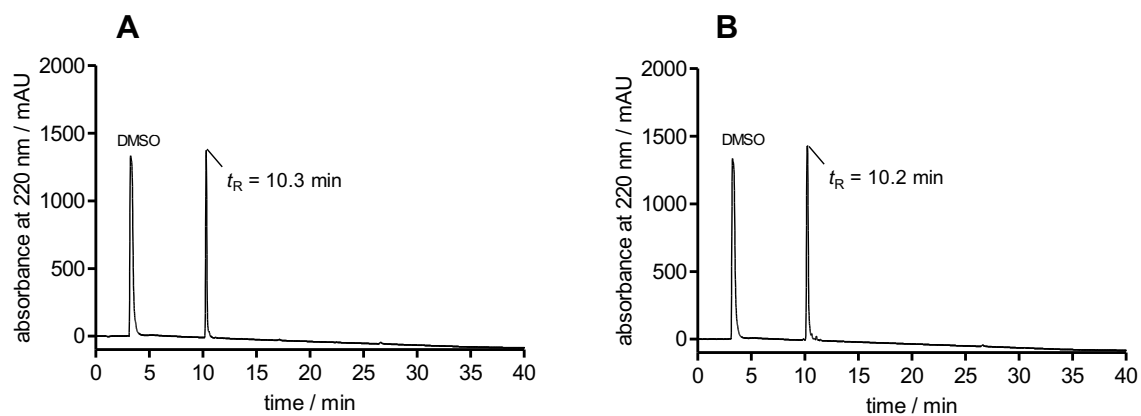 A
absorbance at 220 nm / mAU
2000
1500
1000
500
0
DMSO
tR = 10.3 min
0 5 10 15 20 25 30 35 40
time / min
B
absorbance at 220 nm / mAU
2000
1500
1000
500
0
DMSO
tR = 10.2 min
0 5 10 15 20 25 30 35 40
time / min